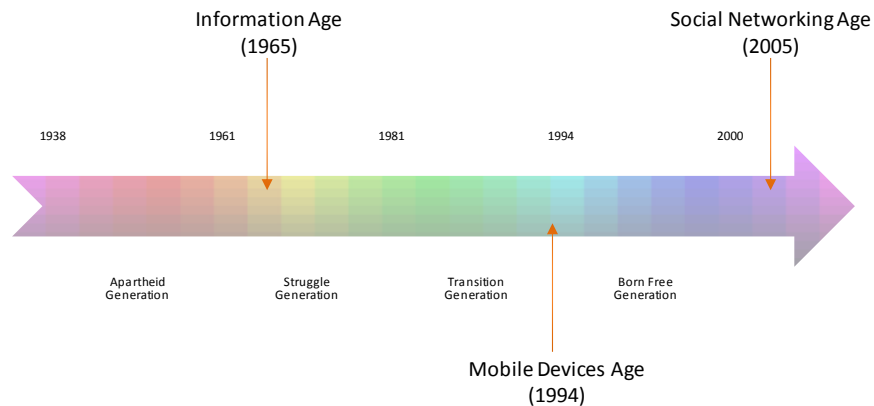 Information Age
(1965)
Social Networking Age
(2005)
1938
1961
1981
1994
2000
Apartheid
Generation
Struggle
Generation
Transition
Generation
Born Free
Generation
Mobile Devices Age
(1994)